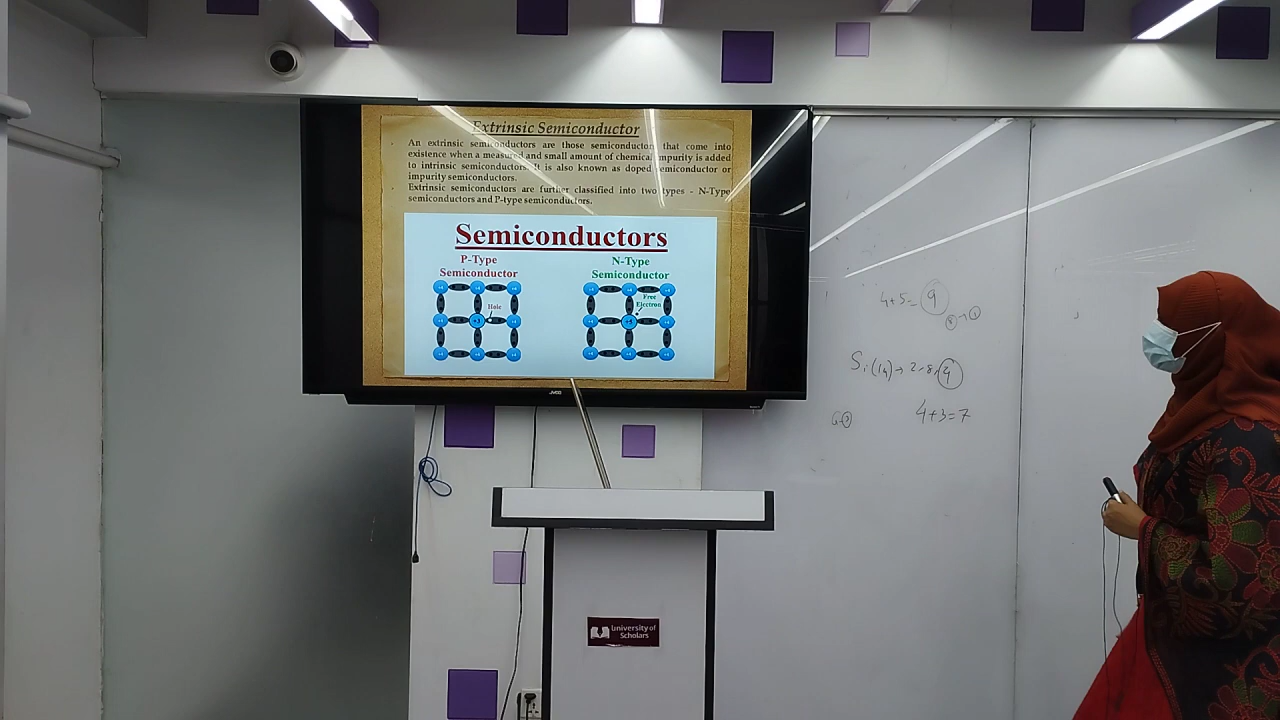 Extrinsic Semiconductor
An extrinsic semiconductors are those semiconductors that come into
existence when a measured and small amount of chemical impurity is added
to intrinsic semiconductors. It is also known as doped semiconductor or
impurity semiconductors.
Extrinsic semiconductors are further classified into two types - N-Type
semiconductors and P-type semiconductors.
Semiconductors
P-Type
Semiconductor
Hole
N-Type
Semiconductor
Free
Electron
4+5=9
Si(14)→2,8,4
4+3=7
University of
Scholars